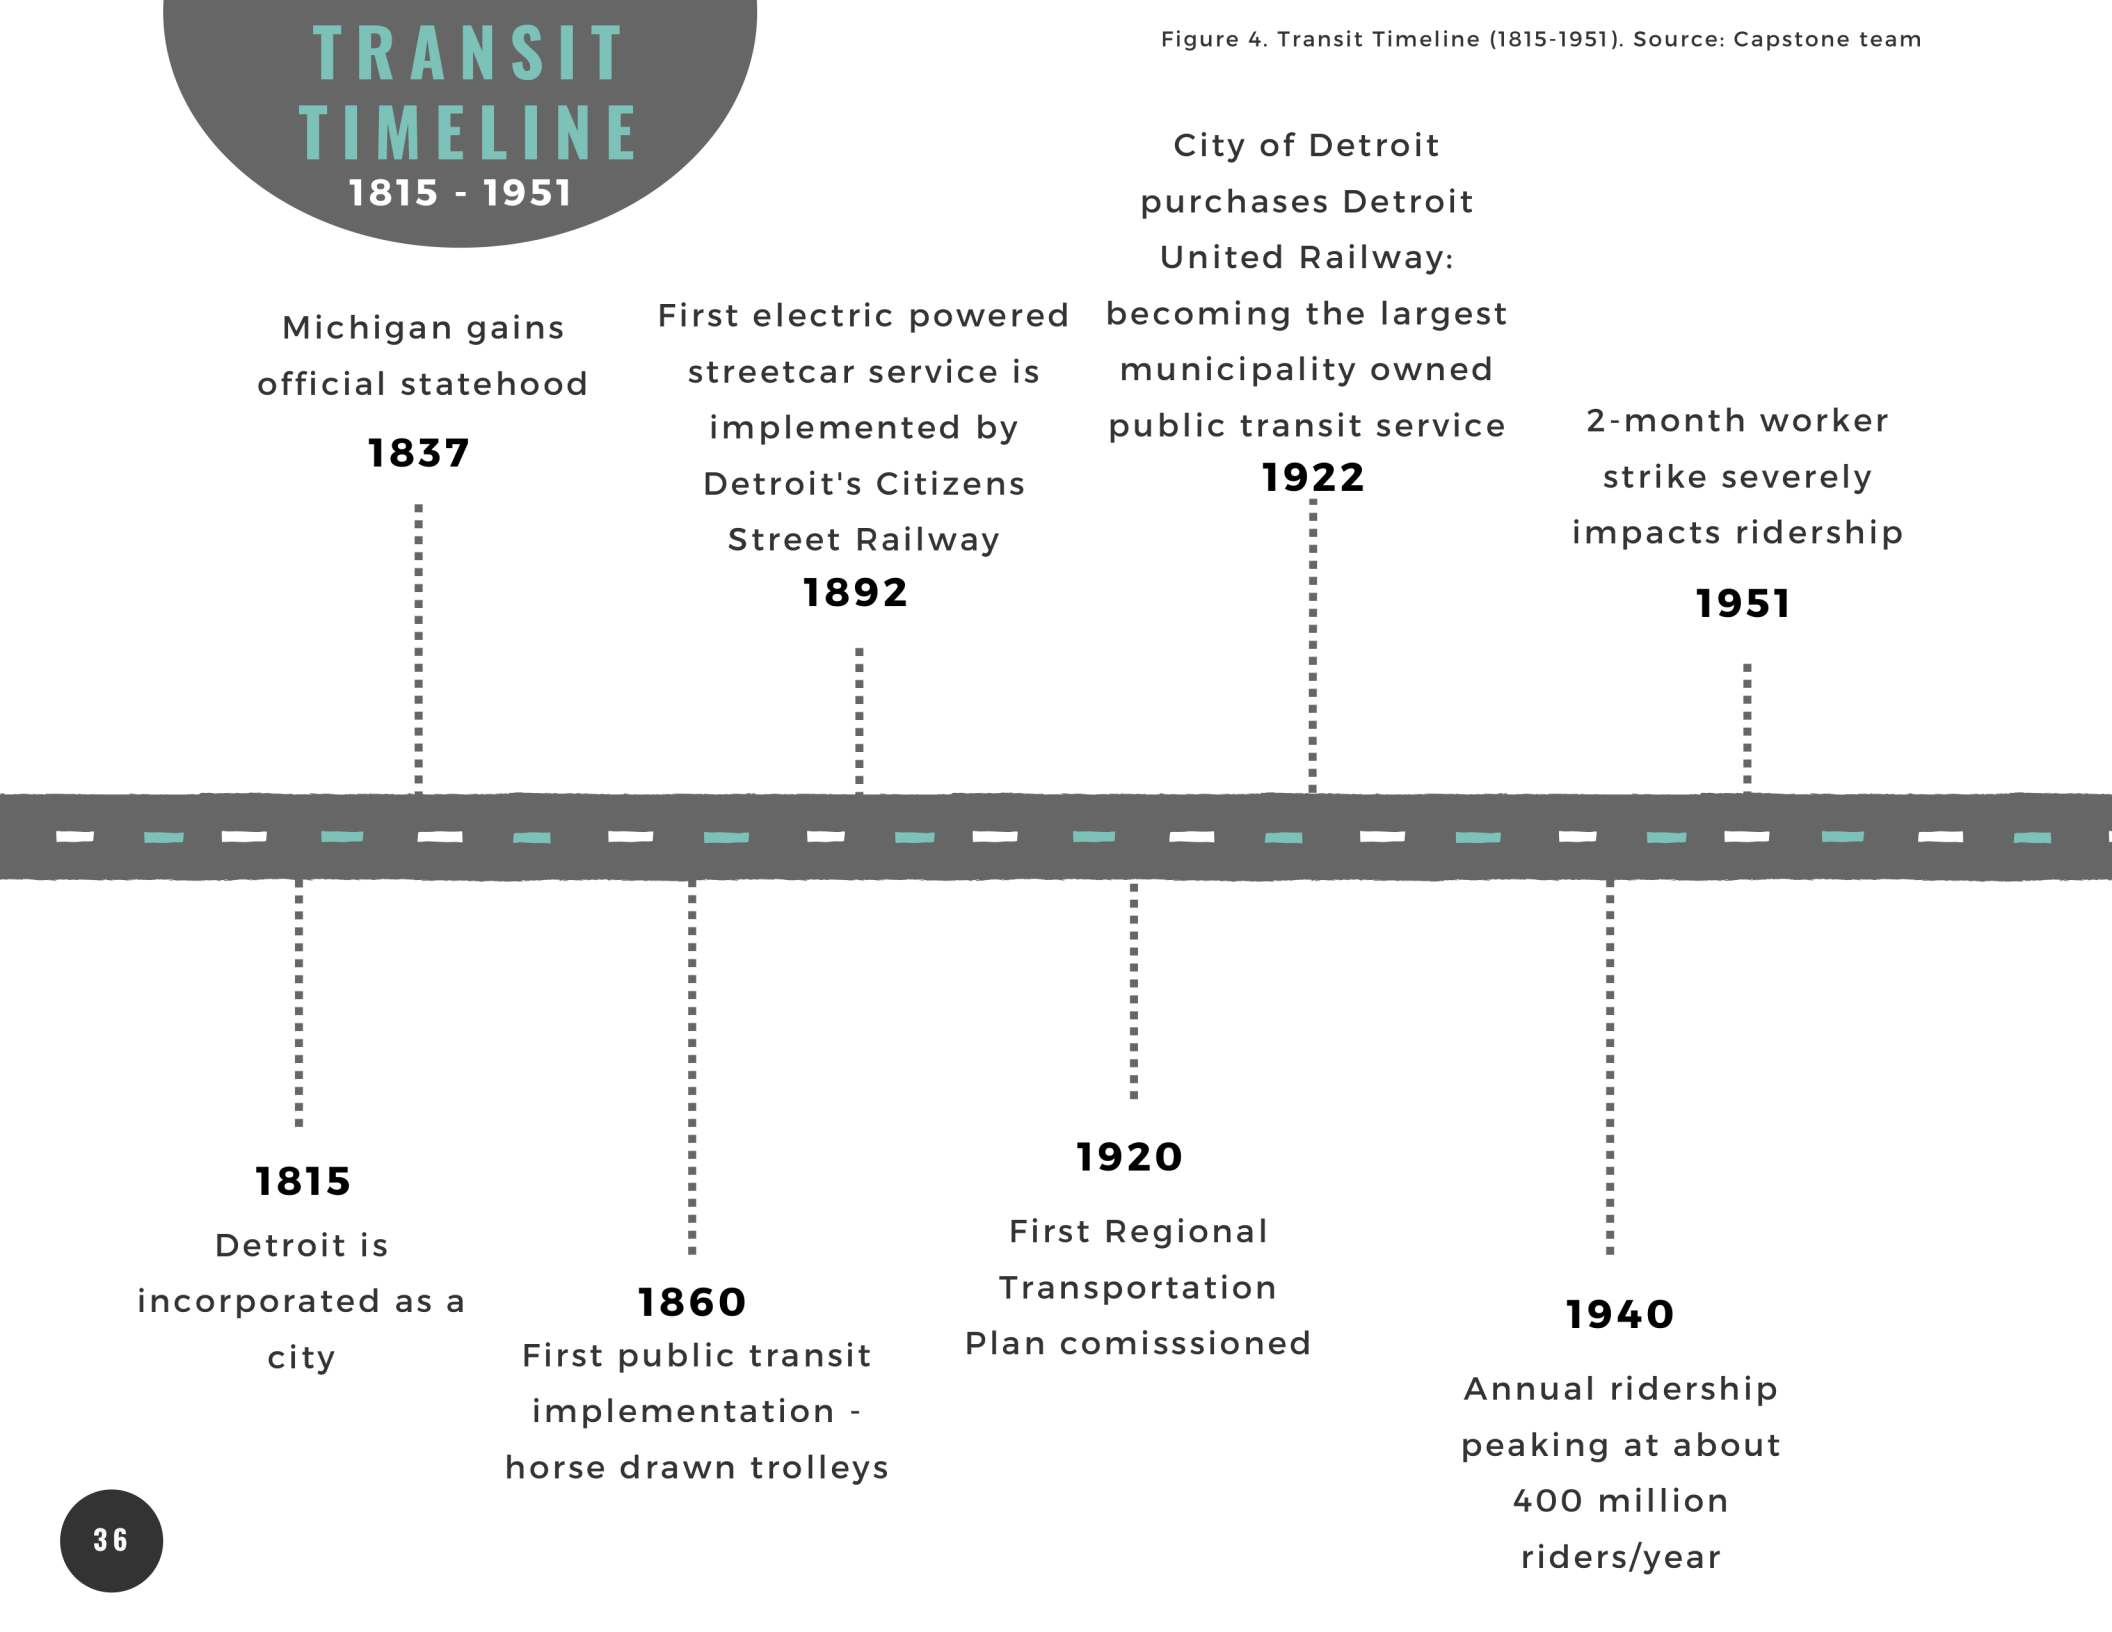 TRANSIT
TIMELINE
1815 - 1951
Figure 4. Transit Timeline (1815-1951). Source: Capstone team
Michigan gains
official statehood
1837
First electric powered
streetcar service is
implemented by
Detroit's Citizens
Street Railway
1892
City of Detroit
purchases Detroit
United Railway:
becoming the largest
municipality owned
public transit service
1922
2-month worker
strike severely
impacts ridership
1951
1815
Detroit is
incorporated as a
city
1860
First public transit
implementation -
horse drawn trolleys
1920
First Regional
Transportation
Plan comisssioned
1940
Annual ridership
peaking at about
400 million
riders/year
36